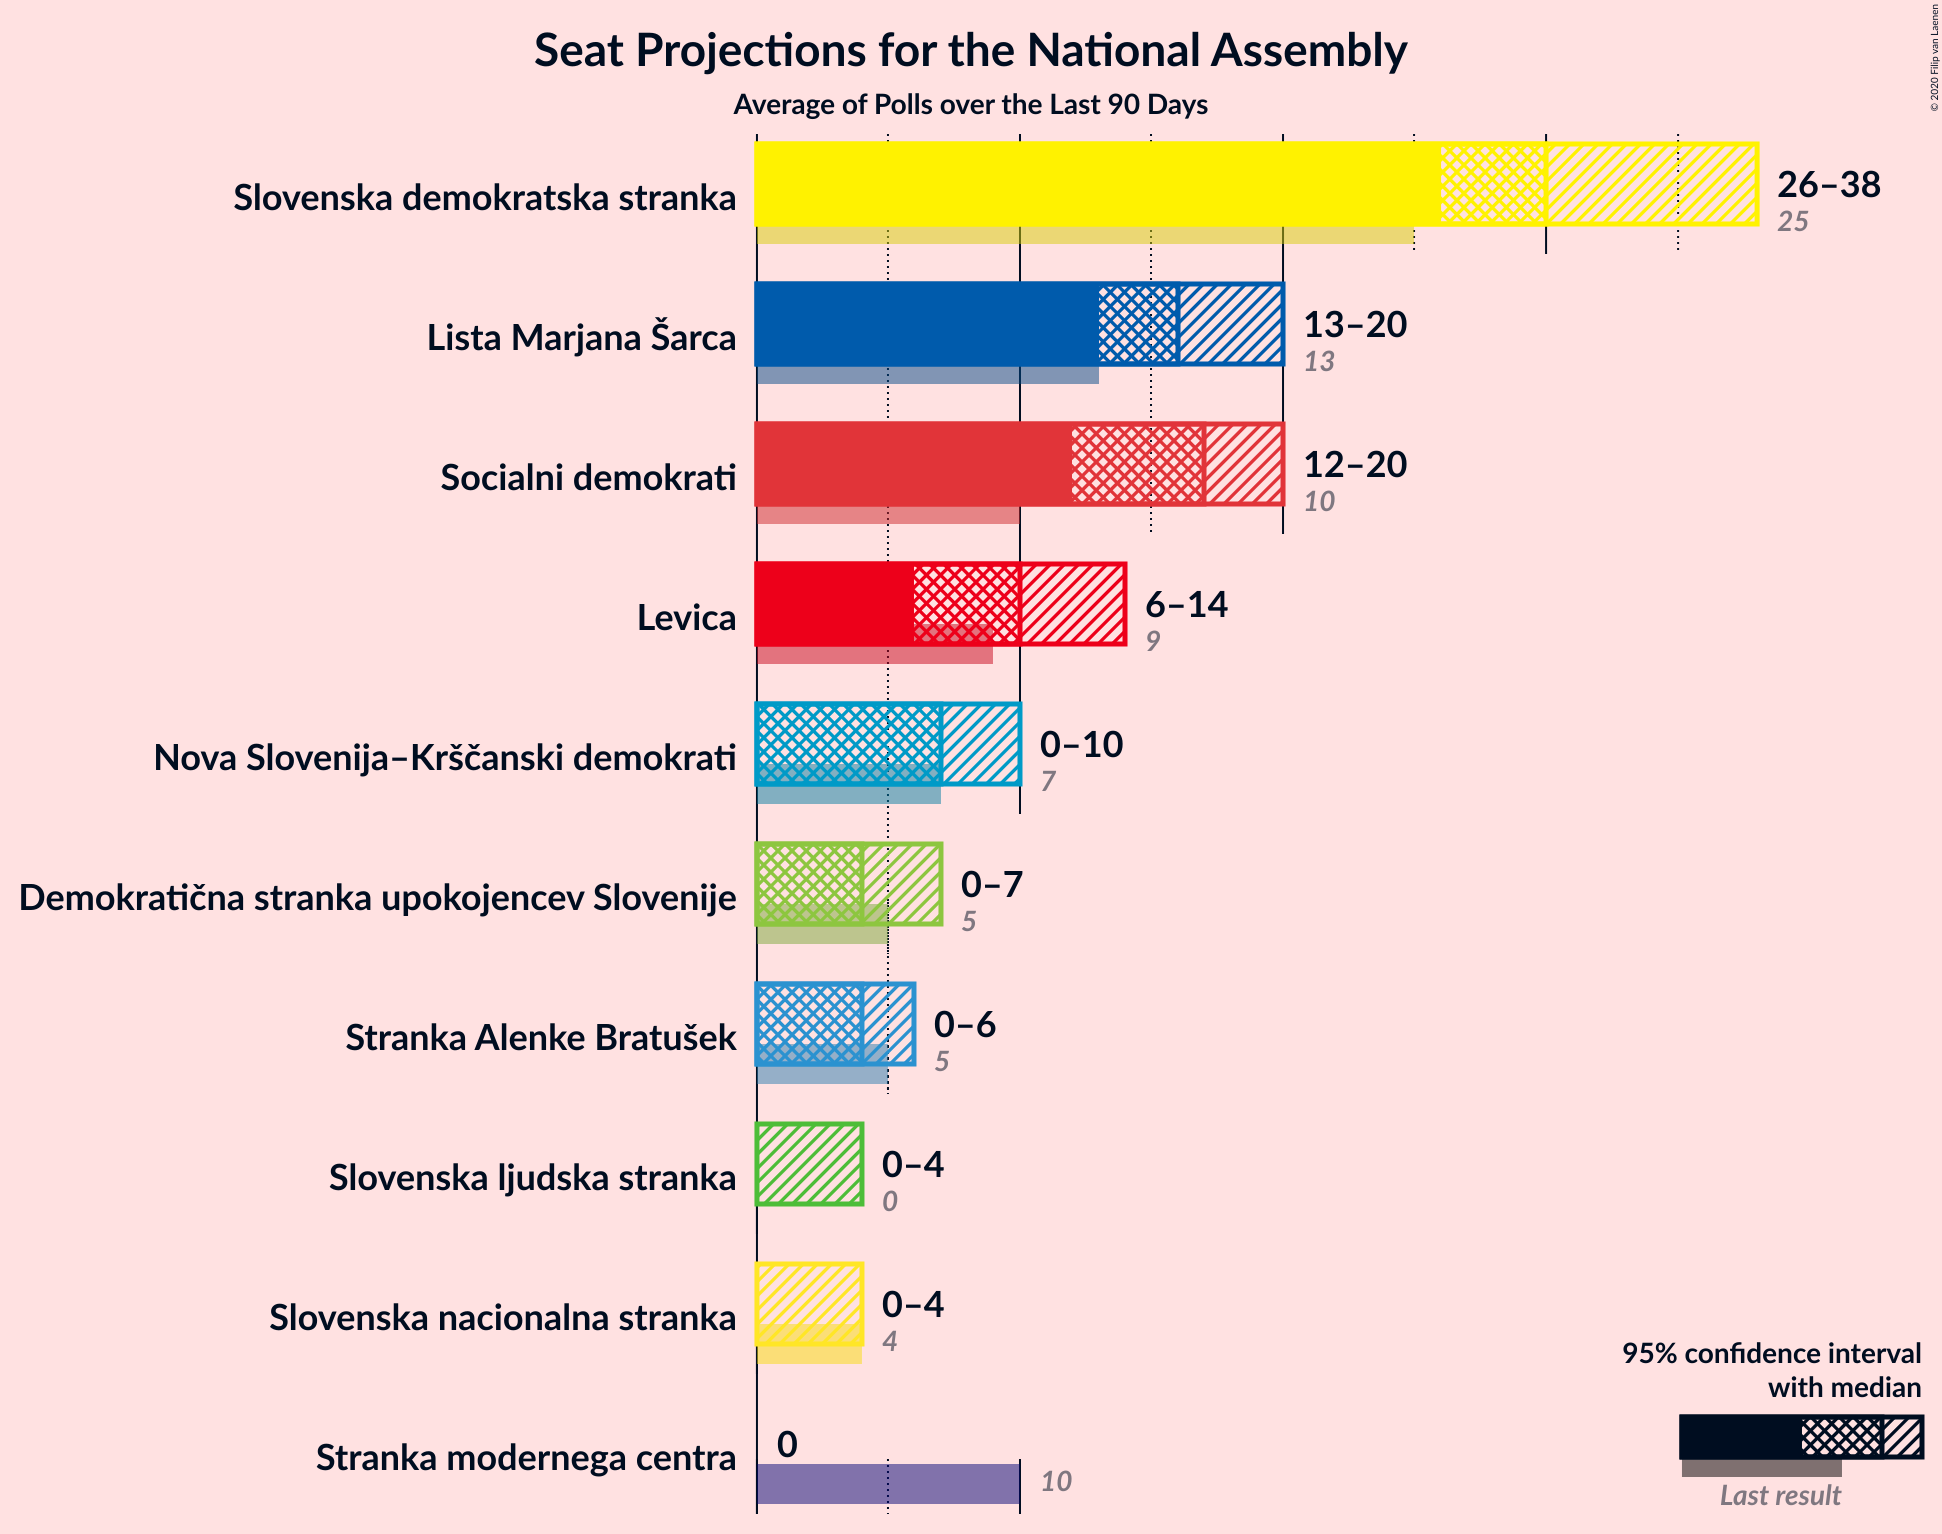 Seat Projections for the National Assembly
Average of Polls over the Last 90 Days
© 2020 Filip van Laenen
Slovenska demokratska stranka
26–38
25
Lista Marjana Šarca
13–20
13
Socialni demokrati
12–20
10
Levica
6–14
9
Nova Slovenija–Krščanski demokrati
0–10
7
Demokratična stranka upokojencev Slovenije
0–7
5
Stranka Alenke Bratušek
0–6
5
Slovenska ljudska stranka
0–4
0
Slovenska nacionalna stranka
0–4
4
Stranka modernega centra
0
10
95% confidence interval
with median
Last result